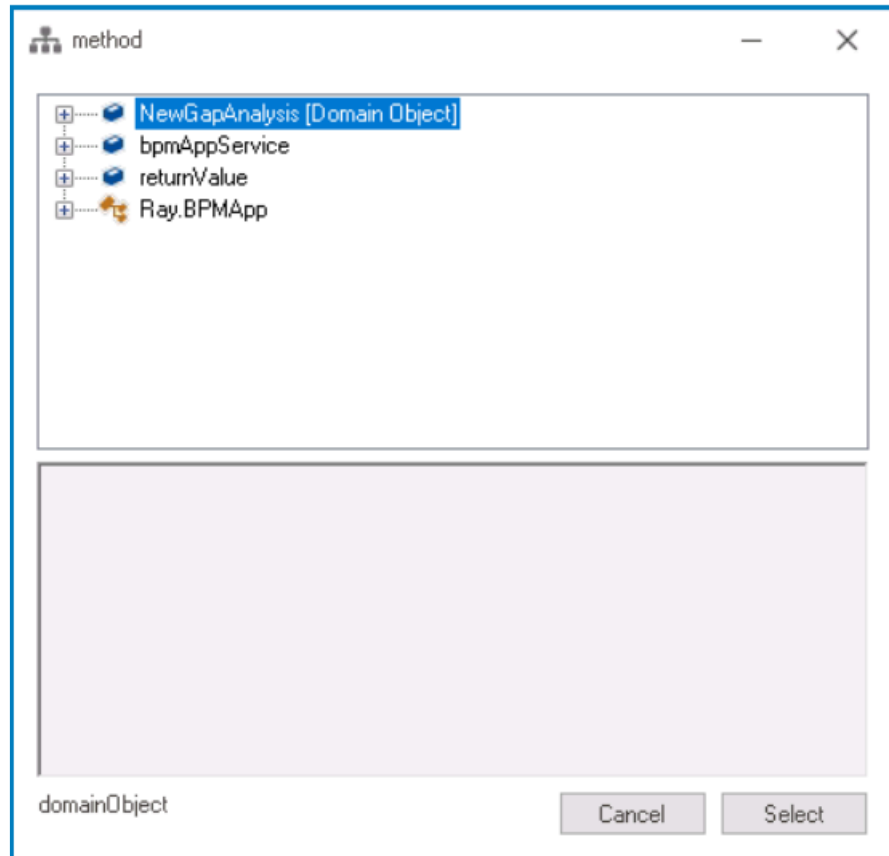 method
NewGapAnalysis [Domain Object]
bpmAppService
returnValue
Ray.BPMApp
domainObject
Cancel
Select